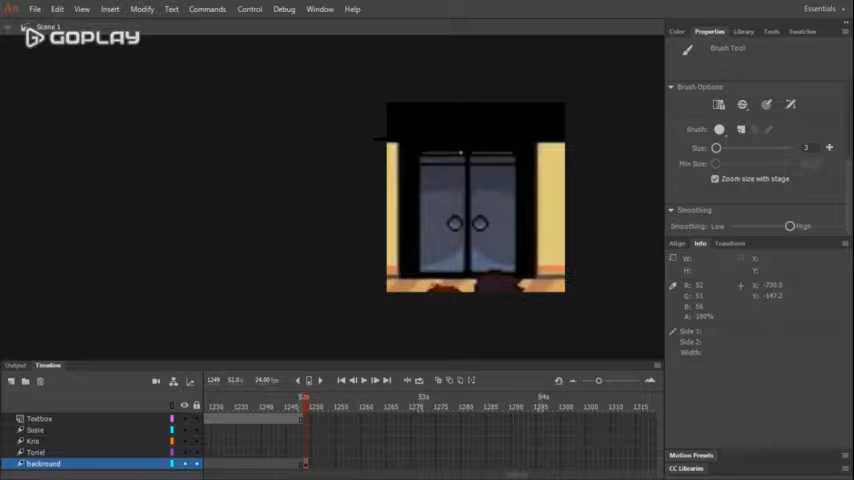 An File Edit View Insert Modify Text Commands Control Debug Window Help Essentials
Scene 1
GOPLAY
Color Properties Library Tools Swatches
Brush Tool
Brush Options
Brush:
Size: 3
Min Size:
Zoom size with stage
Smoothing
Smoothing: Low High
Align Info Transform
W: X:
H: Y:
R: 52 X: -730.0
G: 51 Y: -147.2
B: 55
A: 100%
Side 1:
Side 2:
Width:
Output Timeline
1249 52.0s 24.00fps
52s 53s 54s
1230 1235 1240 1245 1250 1255 1260 1265 1270 1275 1280 1285 1290 1295 1300 1305 1310 1315
Textbox
Susie
Kris
Toriel
backround
Motion Presets
CC Libraries